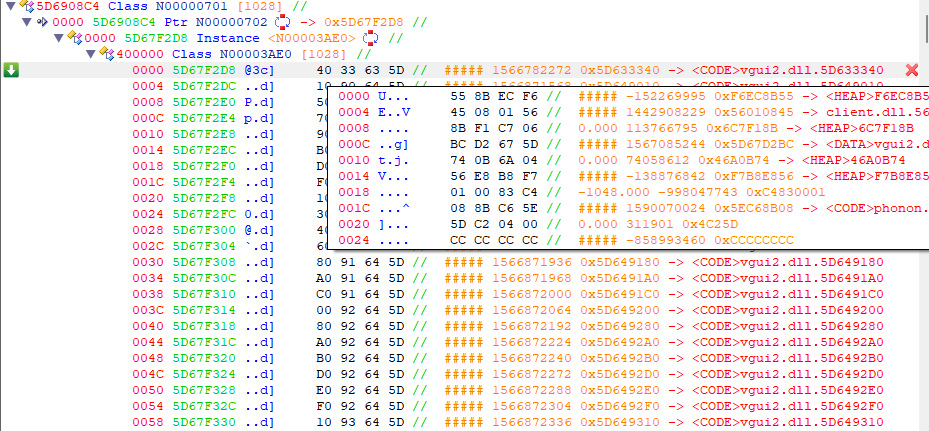 5D6908C4 Class N00000701 [1028] //
0000 5D6908C4 Ptr N00000702 -> 0x5D67F2D8 //
0000 5D67F2D8 Instance <N00003AE0> //
400000 Class N00003AE0 [1028] //
0000 5D67F2D8 @3c] 40 33 63 5D // ##### 1566782272 0x5D633340 -> <CODE>vgui2.dll.5D633340
0004 5D67F2DC ..d]
0008 5D67F2E0 P.d]
000C 5D67F2E4 p.d]
0010 5D67F2E8 ..d]
0014 5D67F2EC ..d]
0018 5D67F2F0 ..d]
001C 5D67F2F4 ..d]
0020 5D67F2F8 ..d]
0024 5D67F2FC 0.d]
0028 5D67F300 @.d]
002C 5D67F304 `.d]
0000 U... 55 8B EC F6 // ##### -152269995 0xF6EC8B55 -> <HEAP>F6EC8B5
0004 E..V 45 08 01 56 // ##### 1442908229 0x56010845 -> client.dll.56
0008 .... 8B F1 C7 06 // 0.000 113766795 0x6C7F18B -> <HEAP>6C7F18B
000C ..g] BC D2 67 5D // ##### 1567085244 0x5D67D2BC -> <DATA>vgui2.d
0010 t.j. 74 0B 6A 04 // 0.000 74058612 0x46A0B74 -> <HEAP>46A0B74
0014 V... 56 E8 B8 F7 // ##### -138876842 0xF7B8E856 -> <HEAP>F7B8E85
0018 .... 01 00 83 C4 // -1048.000 -998047743 0xC4830001
001C ...^ 08 8B C6 5E // ##### 1590070024 0x5EC68B08 -> <CODE>phonon.
0020 ]... 5D C2 04 00 // 0.000 311901 0x4C25D
0024 .... CC CC CC CC // ##### -858993460 0xCCCCCCCC
0030 5D67F308 ..d] 80 91 64 5D // ##### 1566871936 0x5D649180 -> <CODE>vgui2.dll.5D649180
0034 5D67F30C ..d] A0 91 64 5D // ##### 1566871968 0x5D6491A0 -> <CODE>vgui2.dll.5D6491A0
0038 5D67F310 ..d] C0 91 64 5D // ##### 1566872000 0x5D6491C0 -> <CODE>vgui2.dll.5D6491C0
003C 5D67F314 ..d] 00 92 64 5D // ##### 1566872064 0x5D649200 -> <CODE>vgui2.dll.5D649200
0040 5D67F318 ..d] 80 92 64 5D // ##### 1566872192 0x5D649280 -> <CODE>vgui2.dll.5D649280
0044 5D67F31C ..d] A0 92 64 5D // ##### 1566872224 0x5D6492A0 -> <CODE>vgui2.dll.5D6492A0
0048 5D67F320 ..d] B0 92 64 5D // ##### 1566872240 0x5D6492B0 -> <CODE>vgui2.dll.5D6492B0
004C 5D67F324 ..d] D0 92 64 5D // ##### 1566872272 0x5D6492D0 -> <CODE>vgui2.dll.5D6492D0
0050 5D67F328 ..d] E0 92 64 5D // ##### 1566872288 0x5D6492E0 -> <CODE>vgui2.dll.5D6492E0
0054 5D67F32C ..d] F0 92 64 5D // ##### 1566872304 0x5D6492F0 -> <CODE>vgui2.dll.5D6492F0
0058 5D67F330 ..d] 10 93 64 5D // ##### 1566872336 0x5D649310 -> <CODE>vgui2.dll.5D649310